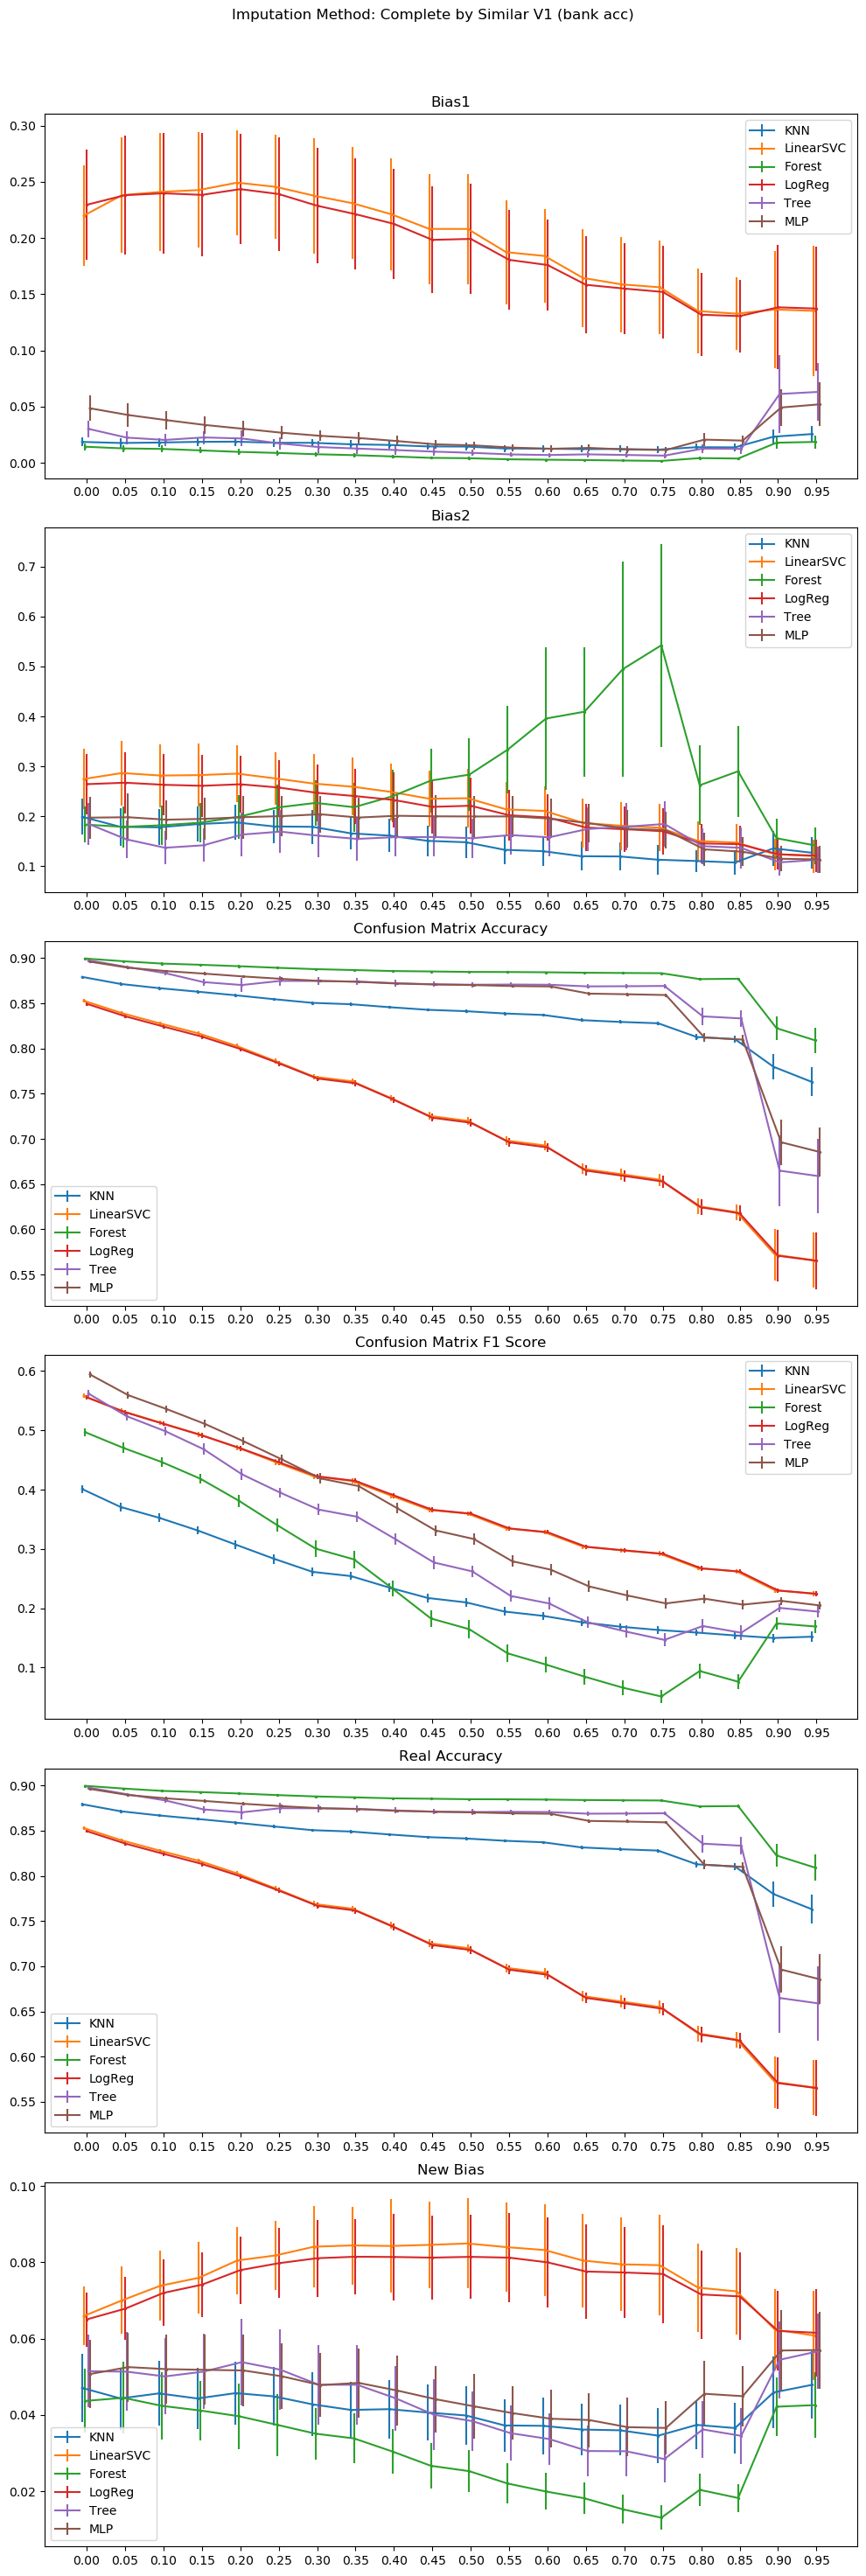 Imputation Method: Complete by Similar V1 (bank acc)
Bias1
0.30
0.25
0.20
0.15
0.10
0.05
0.00
KNN
LinearSVC
Forest
LogReg
Tree
MLP
0.00 0.05 0.10 0.15 0.20 0.25 0.30 0.35 0.40 0.45 0.50 0.55 0.60 0.65 0.70 0.75 0.80 0.85 0.90 0.95
Bias2
0.7
0.6
0.5
0.4
0.3
0.2
0.1
KNN
LinearSVC
Forest
LogReg
Tree
MLP
0.00 0.05 0.10 0.15 0.20 0.25 0.30 0.35 0.40 0.45 0.50 0.55 0.60 0.65 0.70 0.75 0.80 0.85 0.90 0.95
Confusion Matrix Accuracy
0.90
0.85
0.80
0.75
0.70
0.65
0.60
0.55
KNN
LinearSVC
Forest
LogReg
Tree
MLP
0.00 0.05 0.10 0.15 0.20 0.25 0.30 0.35 0.40 0.45 0.50 0.55 0.60 0.65 0.70 0.75 0.80 0.85 0.90 0.95
Confusion Matrix F1 Score
0.6
0.5
0.4
0.3
0.2
0.1
KNN
LinearSVC
Forest
LogReg
Tree
MLP
0.00 0.05 0.10 0.15 0.20 0.25 0.30 0.35 0.40 0.45 0.50 0.55 0.60 0.65 0.70 0.75 0.80 0.85 0.90 0.95
Real Accuracy
0.90
0.85
0.80
0.75
0.70
0.65
0.60
0.55
KNN
LinearSVC
Forest
LogReg
Tree
MLP
0.00 0.05 0.10 0.15 0.20 0.25 0.30 0.35 0.40 0.45 0.50 0.55 0.60 0.65 0.70 0.75 0.80 0.85 0.90 0.95
New Bias
0.10
0.08
0.06
0.04
0.02
KNN
LinearSVC
Forest
LogReg
Tree
MLP
0.00 0.05 0.10 0.15 0.20 0.25 0.30 0.35 0.40 0.45 0.50 0.55 0.60 0.65 0.70 0.75 0.80 0.85 0.90 0.95